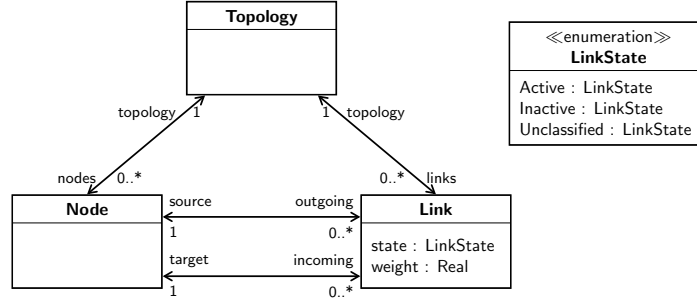 Topology
≪enumeration≫
LinkState
Active : LinkState
Inactive : LinkState
Unclassified : LinkState
topology 1
1 topology
nodes 0..*
0..* links
Node
source outgoing
1 0..*
target incoming
1 0..*
Link
state : LinkState
weight : Real